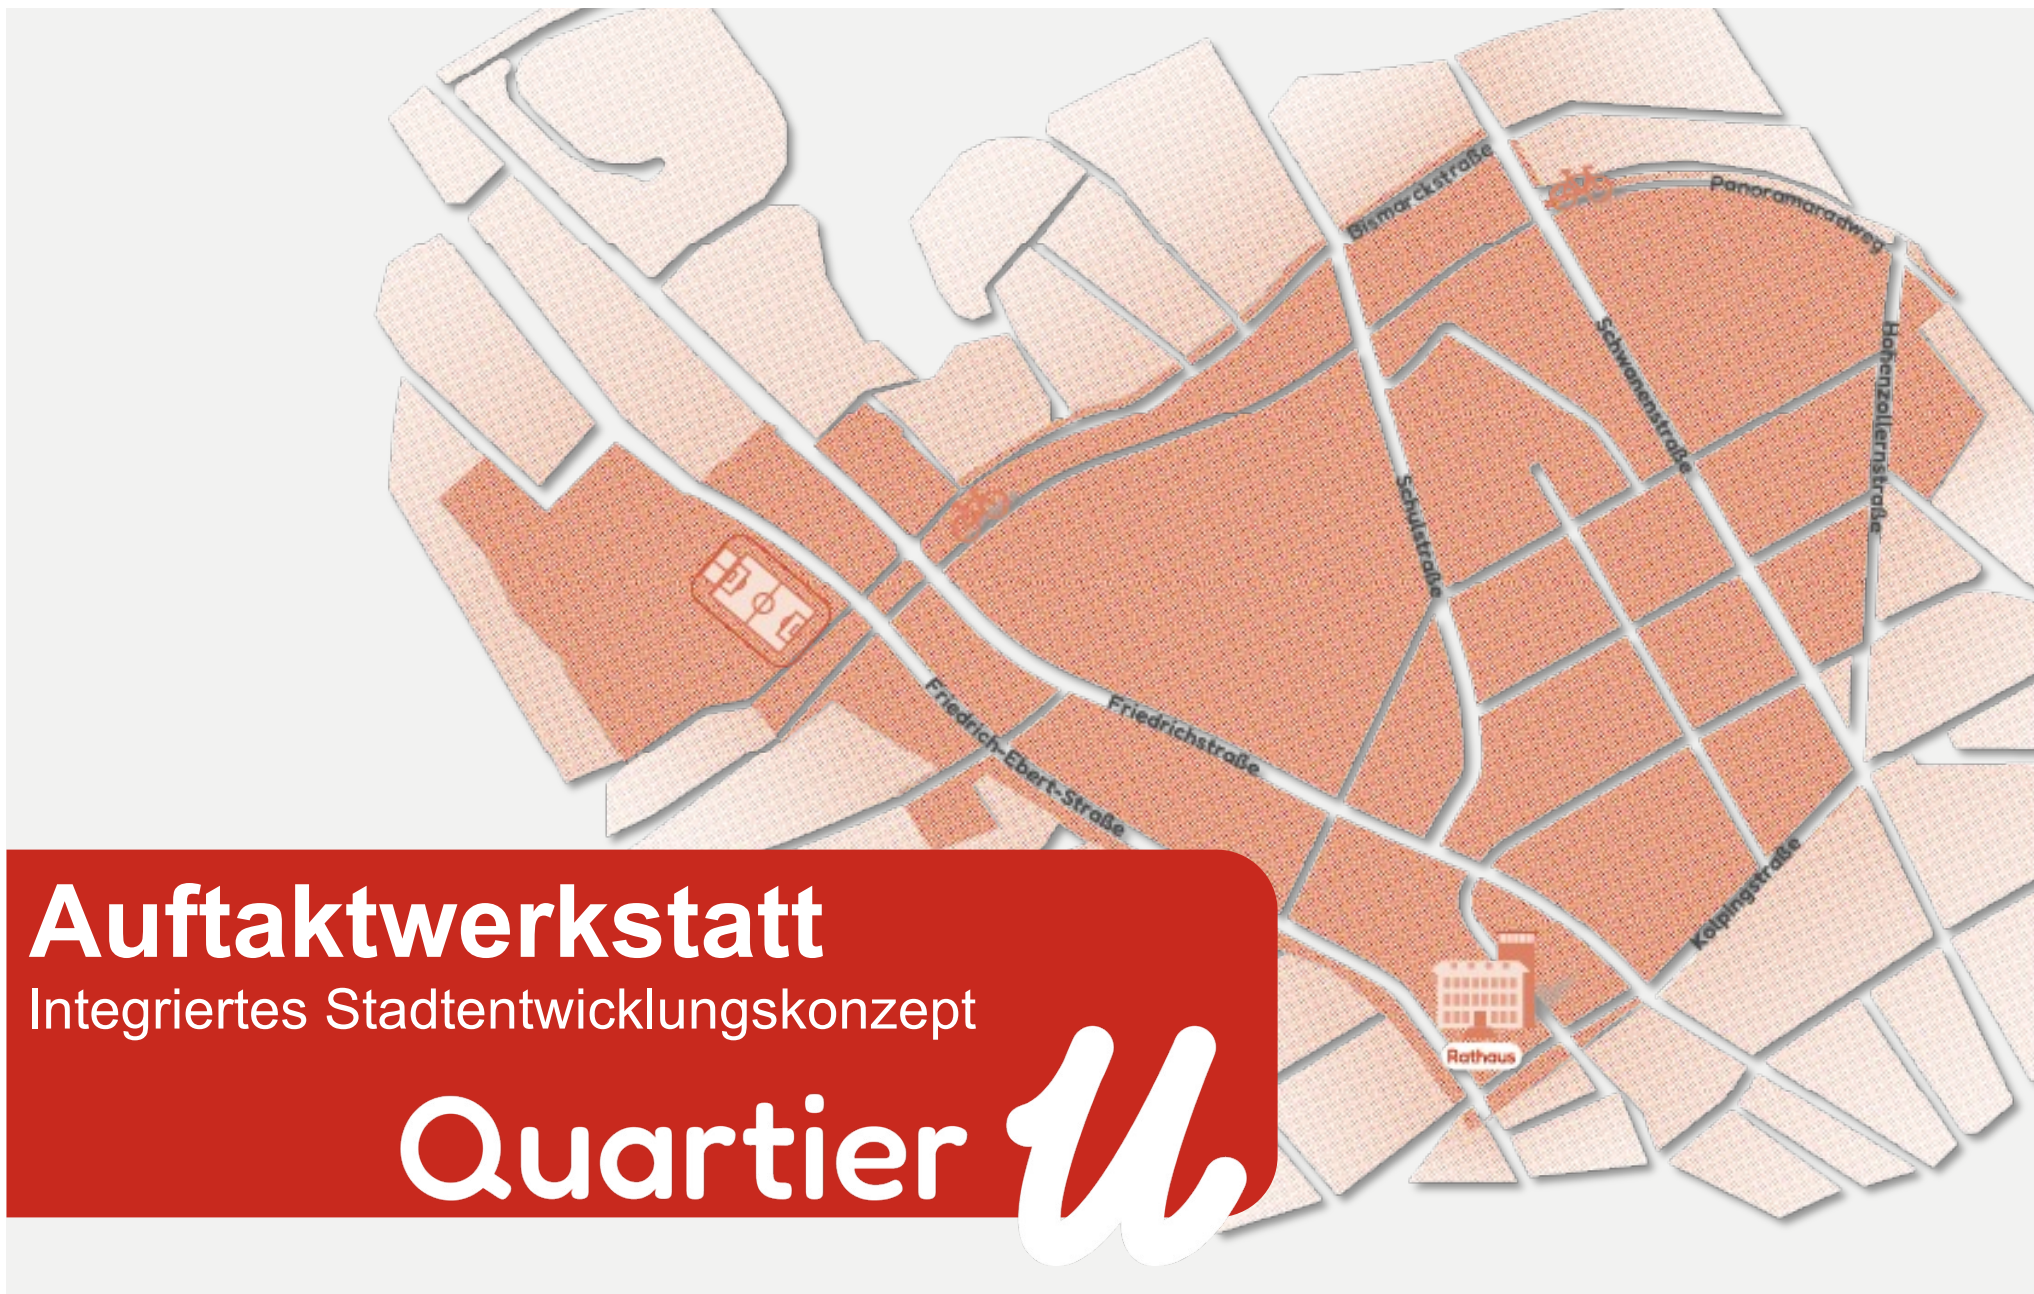 Bismarckstraße
Panoramaradweg
Schwanenstraße
Hohenzollernstraße
Schulstraße
Friedrich-Ebert-Straße
Friedrichstraße
Kolpingstraße
Rathaus
Auftaktwerkstatt
Integriertes Stadtentwicklungskonzept
Quartier U